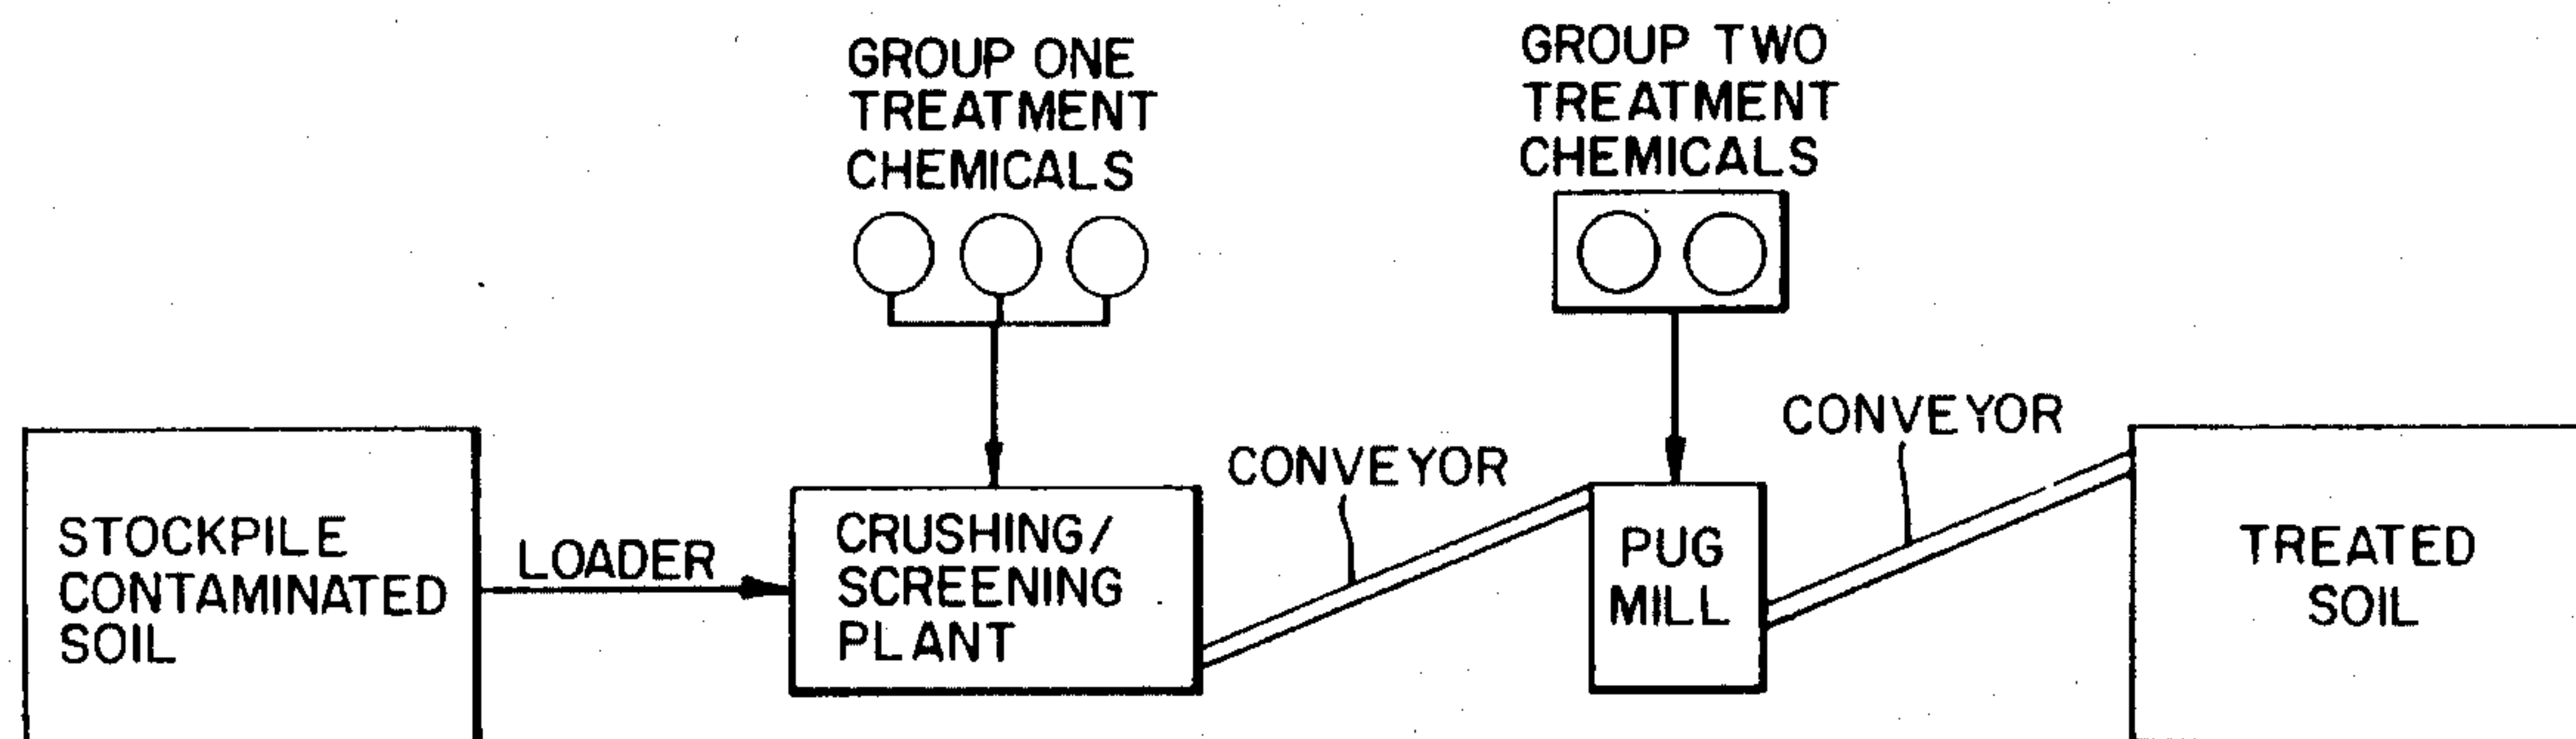 GROUP ONE
TREATMENT
CHEMICALS
GROUP TWO
TREATMENT
CHEMICALS
STOCKPILE
CONTAMINATED
SOIL
LOADER
CRUSHING/
SCREENING
PLANT
CONVEYOR
PUG
MILL
CONVEYOR
TREATED
SOIL